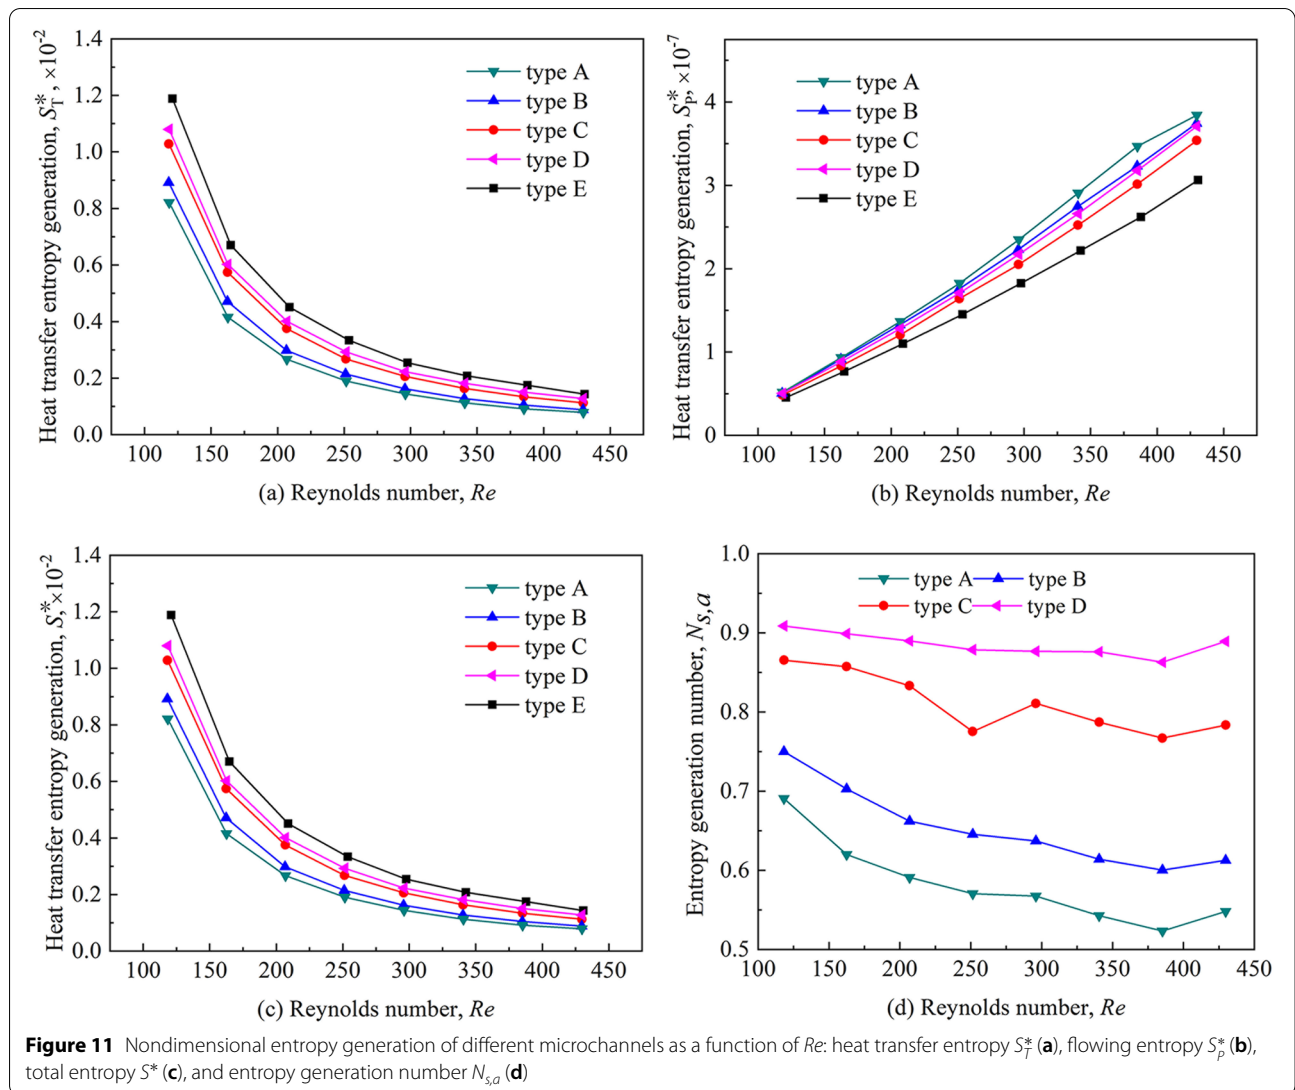 Heat transfer entropy generation, S*T, ×10-2
1.4
1.2
1.0
0.8
0.6
0.4
0.2
0.0
type A
type B
type C
type D
type E
100 150 200 250 300 350 400 450
(a) Reynolds number, Re
Heat transfer entropy generation, S*P, ×10-7
4
3
2
1
0
type A
type B
type C
type D
type E
100 150 200 250 300 350 400 450
(b) Reynolds number, Re
Heat transfer entropy generation, S*,×10-2
1.4
1.2
1.0
0.8
0.6
0.4
0.2
0.0
type A
type B
type C
type D
type E
100 150 200 250 300 350 400 450
(c) Reynolds number, Re
Entropy generation number, Ns,a
1.0
0.9
0.8
0.7
0.6
0.5
type A type B
type C type D
100 150 200 250 300 350 400 450
(d) Reynolds number, Re
Figure 11 Nondimensional entropy generation of different microchannels as a function of Re: heat transfer entropy S*T (a), flowing entropy S*P (b),
total entropy S* (c), and entropy generation number Ns,a (d)